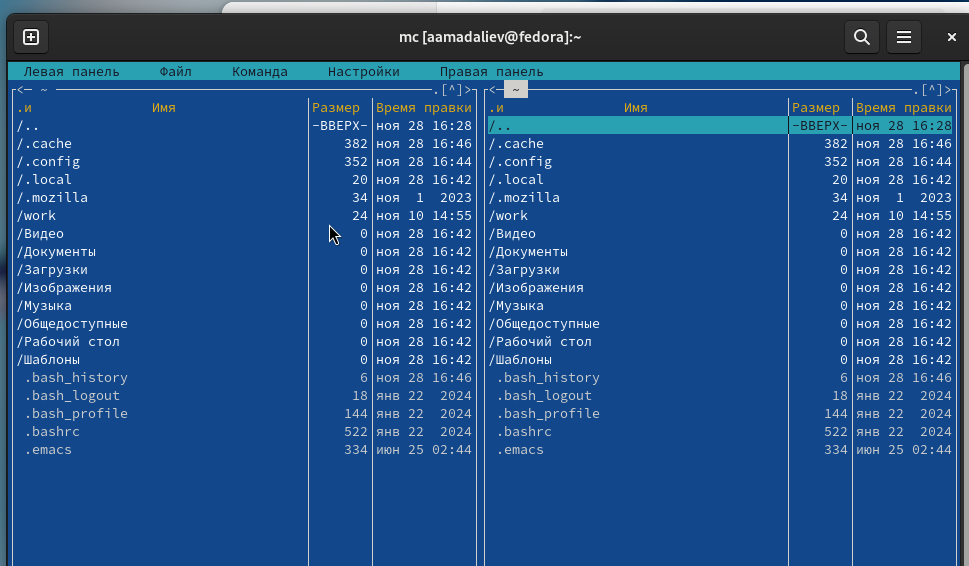 mc [aamadaliev@fedora]:~
Левая панель Файл Команда Настройки Правая панель
<─ ~ .[^]> <─ ~ .[^]>
.и Имя Размер Время правки .и Имя Размер Время правки
/.. -ВВЕРХ- ноя 28 16:28 /.. -ВВЕРХ- ноя 28 16:28
/.cache 382 ноя 28 16:46 /.cache 382 ноя 28 16:46
/.config 352 ноя 28 16:44 /.config 352 ноя 28 16:44
/.local 20 ноя 28 16:42 /.local 20 ноя 28 16:42
/.mozilla 34 ноя 1 2023 /.mozilla 34 ноя 1 2023
/work 24 ноя 10 14:55 /work 24 ноя 10 14:55
/Видео 0 ноя 28 16:42 /Видео 0 ноя 28 16:42
/Документы 0 ноя 28 16:42 /Документы 0 ноя 28 16:42
/Загрузки 0 ноя 28 16:42 /Загрузки 0 ноя 28 16:42
/Изображения 0 ноя 28 16:42 /Изображения 0 ноя 28 16:42
/Музыка 0 ноя 28 16:42 /Музыка 0 ноя 28 16:42
/Общедоступные 0 ноя 28 16:42 /Общедоступные 0 ноя 28 16:42
/Рабочий стол 0 ноя 28 16:42 /Рабочий стол 0 ноя 28 16:42
/Шаблоны 0 ноя 28 16:42 /Шаблоны 0 ноя 28 16:42
.bash_history 6 ноя 28 16:46 .bash_history 6 ноя 28 16:46
.bash_logout 18 янв 22 2024 .bash_logout 18 янв 22 2024
.bash_profile 144 янв 22 2024 .bash_profile 144 янв 22 2024
.bashrc 522 янв 22 2024 .bashrc 522 янв 22 2024
.emacs 334 июн 25 02:44 .emacs 334 июн 25 02:44